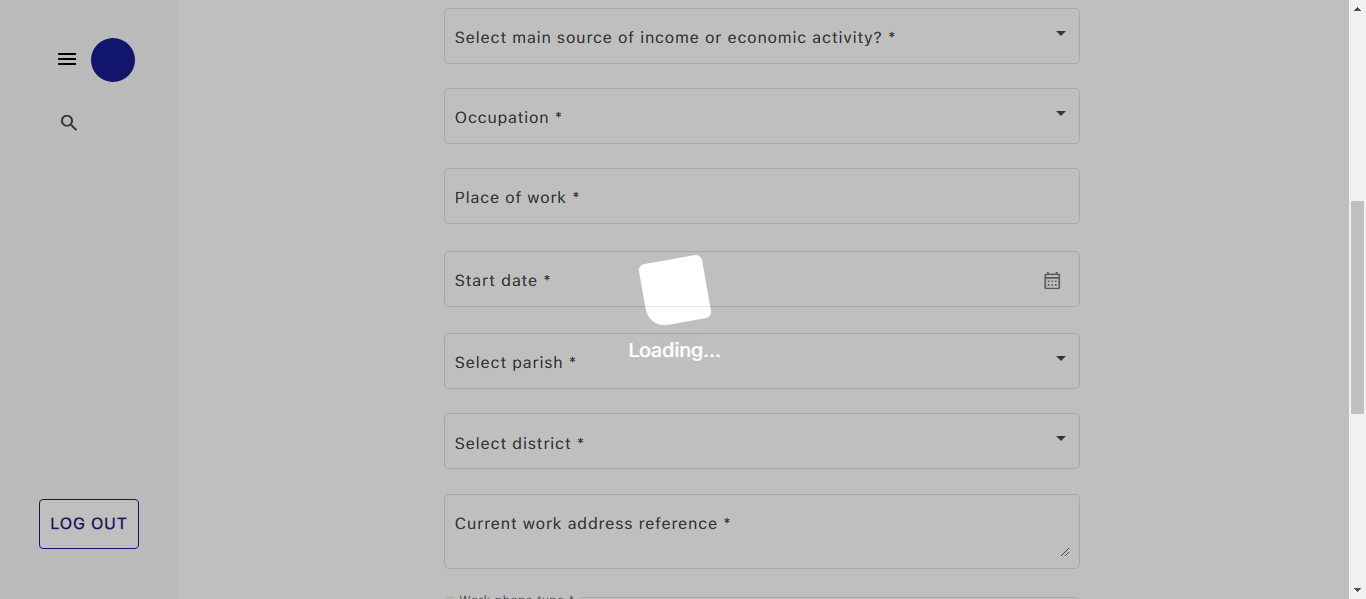 Select main source of income or economic activity? *
Occupation *
Place of work *
Start date *
Loading...
Select parish *
Select district *
Current work address reference *
LOG OUT
Work phone type *